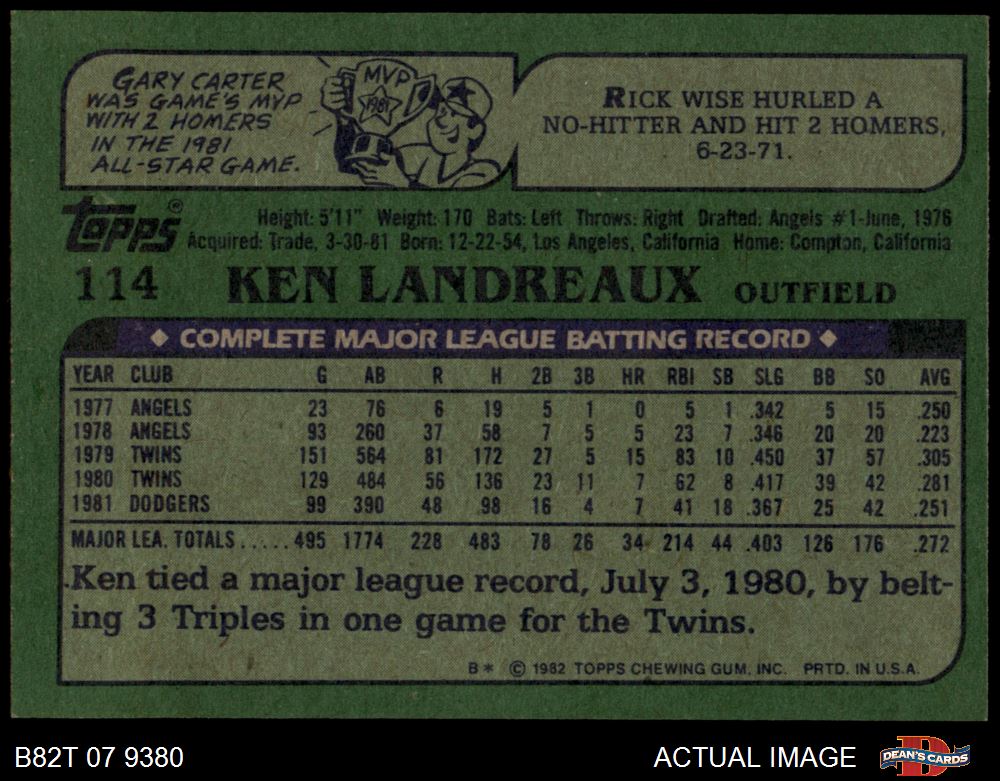 GARY CARTER
WAS GAME'S MVP
WITH 2 HOMERS
IN THE 1981
ALL-STAR GAME.
MVP
1981
RICK WISE HURLED A
NO-HITTER AND HIT 2 HOMERS,
6-23-71.
topps®
Height: 5'11" Weight: 170 Bats: Left Throws: Right Drafted: Angels #1-June, 1976
Acquired: Trade, 3-30-81 Born: 12-22-54, Los Angeles, California Home: Compton, California
114 KEN LANDREAUX OUTFIELD
◆ COMPLETE MAJOR LEAGUE BATTING RECORD ◆
YEAR CLUB G AB R H 2B 3B HR RBI SB SLG BB SO AVG
1977 ANGELS 23 76 6 19 5 1 0 5 1 .342 5 15 .250
1978 ANGELS 93 260 37 58 7 5 5 23 7 .346 20 20 .223
1979 TWINS 151 564 81 172 27 5 15 83 10 .450 37 57 .305
1980 TWINS 129 484 56 136 23 11 7 62 8 .417 39 42 .281
1981 DODGERS 99 390 48 98 16 4 7 41 18 .367 25 42 .251
MAJOR LEA. TOTALS.....495 1774 228 483 78 26 34 214 44 .403 126 176 .272
Ken tied a major league record, July 3, 1980, by belt-
ing 3 Triples in one game for the Twins.
B* © 1982 TOPPS CHEWING GUM, INC. PRTD. IN U.S.A.
B82T 07 9380
ACTUAL IMAGE
DEAN'S CARDS